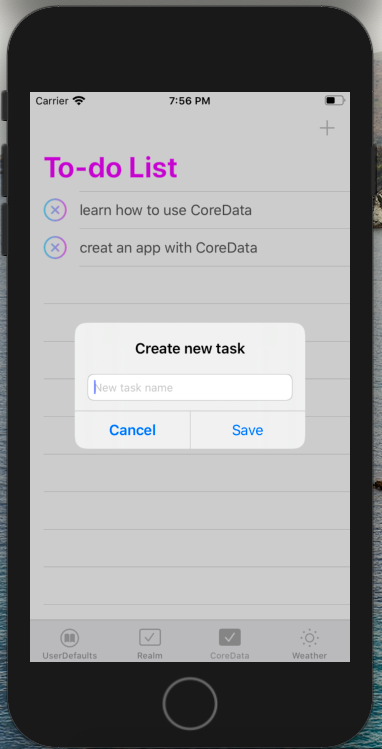 Carrier 7:56 PM
To-do List
learn how to use CoreData
creat an app with CoreData
Create new task
New task name
Cancel Save
UserDefaults Realm CoreData Weather